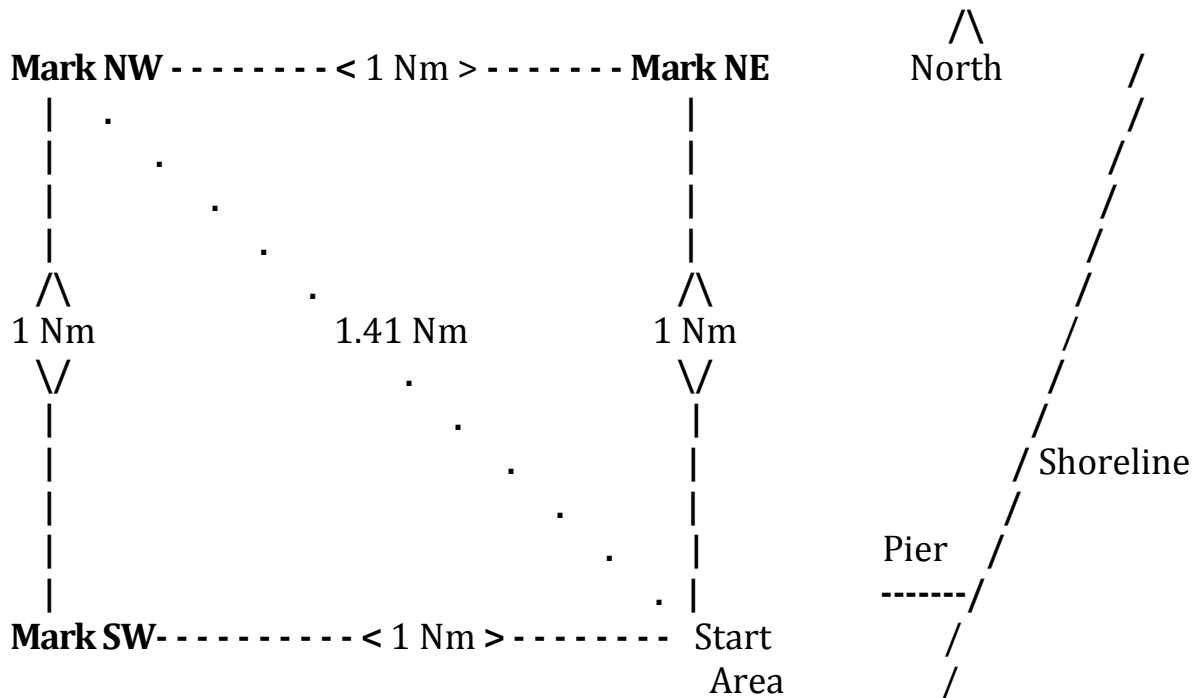 /\
Mark NW - - - - - - - - < 1 Nm > - - - - - - - Mark NE North /
| . | /
| . | /
| . | /
| . | /
/\ . /\ /
1 Nm 1.41 Nm 1 Nm /
\/ . \/ /
| . | /
| . | / Shoreline
| . | /
| . | Pier /
| . | -------/
Mark SW- - - - - - - - - - < 1 Nm > - - - - - - - - Start /
Area /